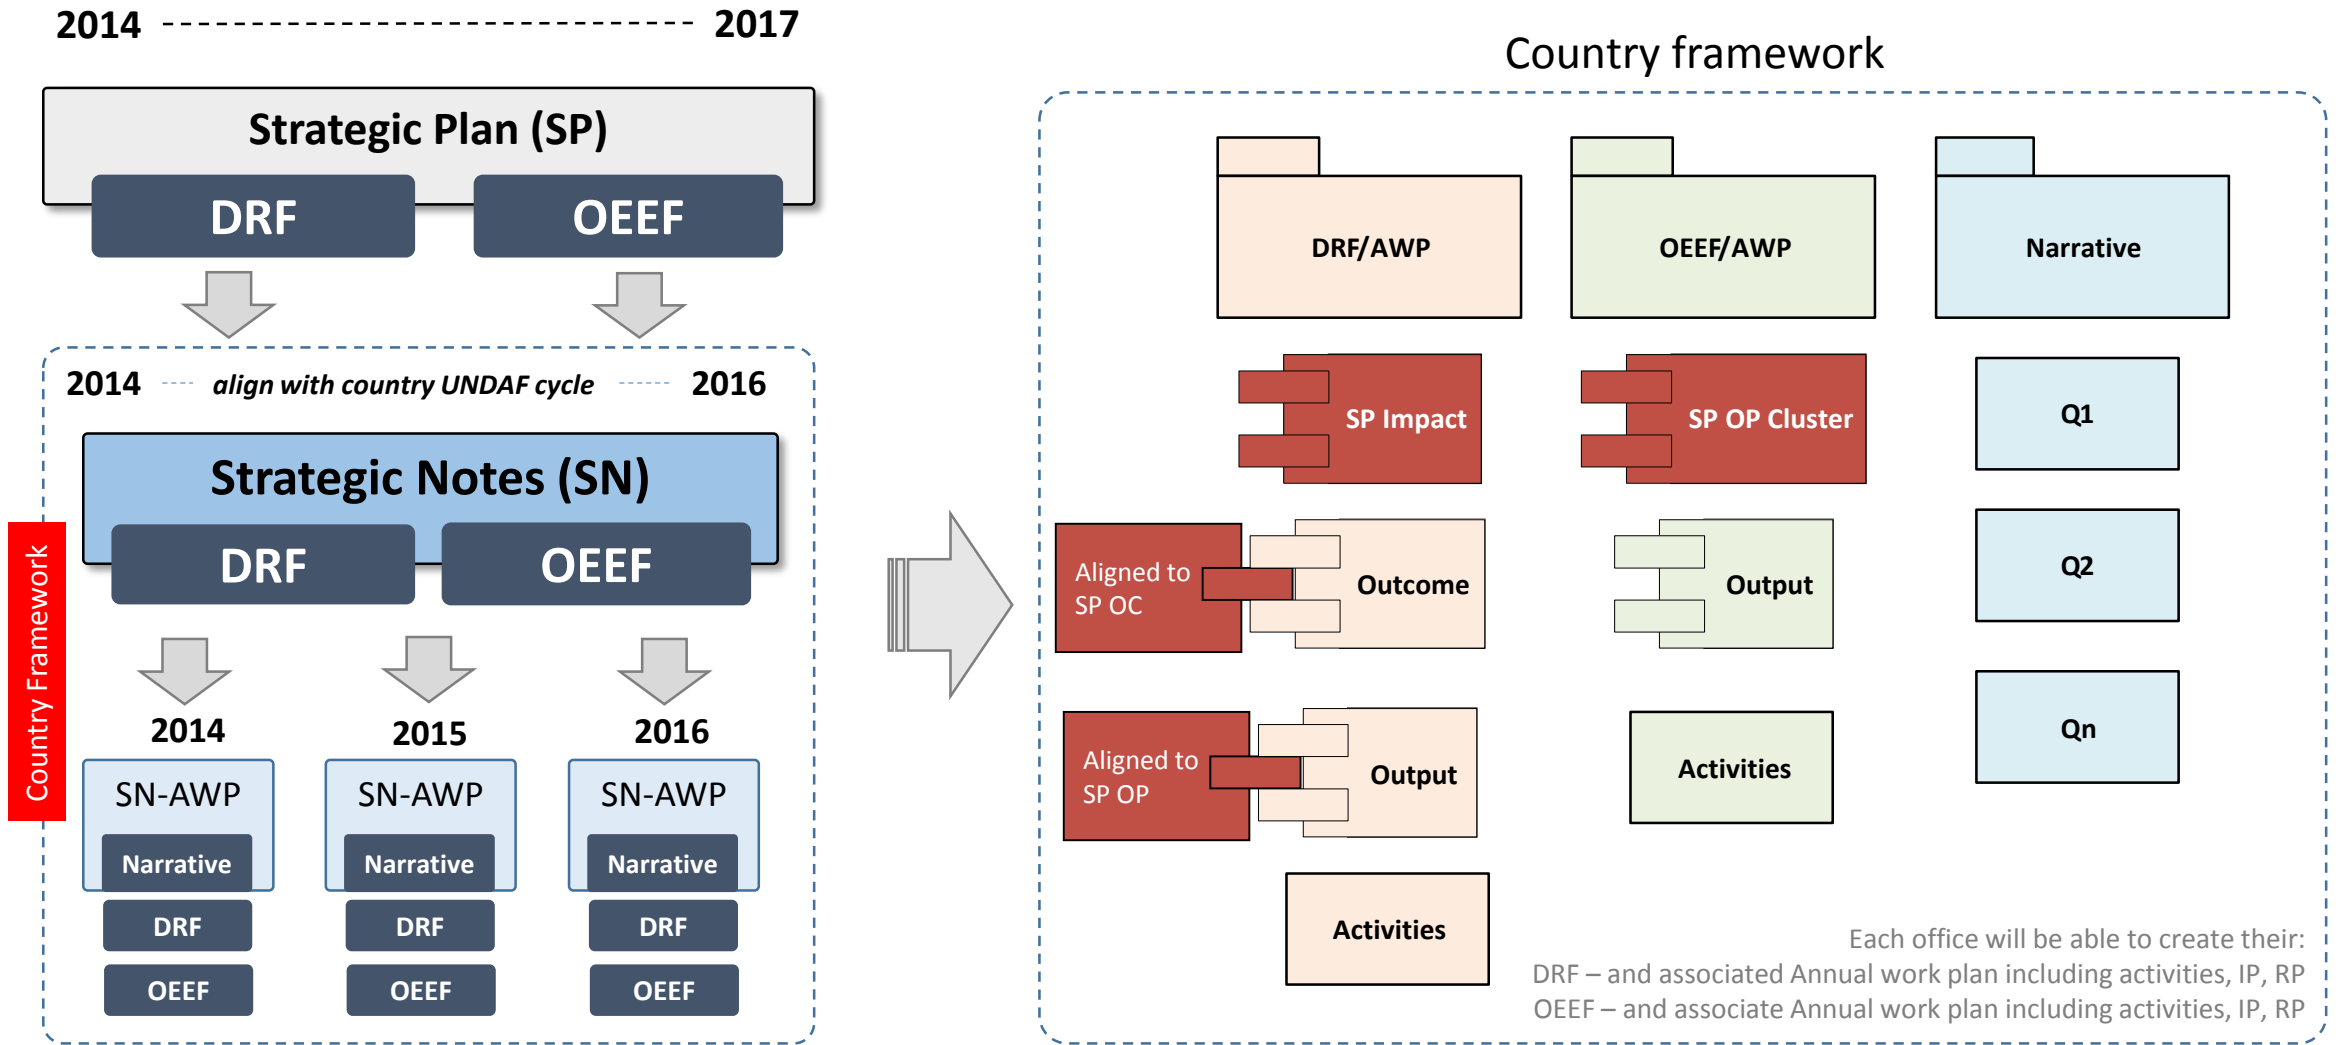 2014 2017
Strategic Plan (SP)
DRF OEEF
2014 align with country UNDAF cycle 2016
Strategic Notes (SN)
DRF OEEF
Country Framework
2014 2015 2016
SN-AWP SN-AWP SN-AWP
Narrative Narrative Narrative
DRF DRF DRF
OEEF OEEF OEEF
Country framework
DRF/AWP OEEF/AWP Narrative
SP Impact SP OP Cluster Q1
Aligned to
SP OC
Outcome Output Q2
Aligned to
SP OP
Output Activities Qn
Activities
Each office will be able to create their:
DRF – and associated Annual work plan including activities, IP, RP
OEEF – and associate Annual work plan including activities, IP, RP